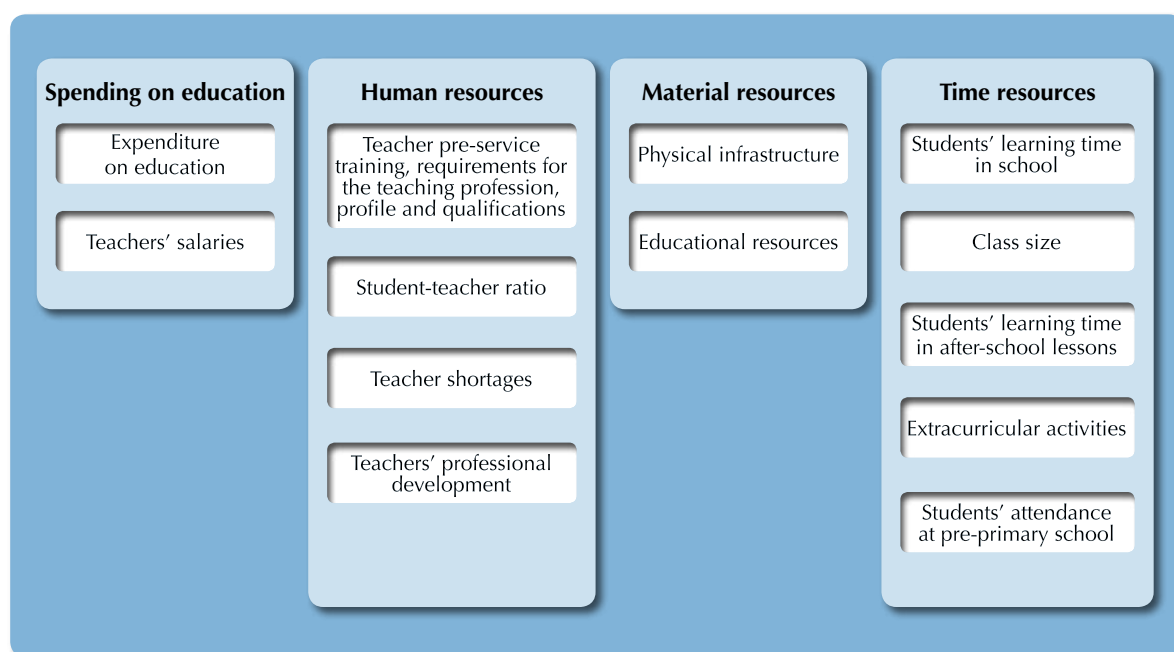 Spending on education
Expenditure
on education
Teachers’ salaries
Human resources
Teacher pre-service
training, requirements for
the teaching profession,
profile and qualifications
Student-teacher ratio
Teacher shortages
Teachers’ professional
development
Material resources
Physical infrastructure
Educational resources
Time resources
Students’ learning time
in school
Class size
Students’ learning time
in after-school lessons
Extracurricular activities
Students’ attendance
at pre-primary school